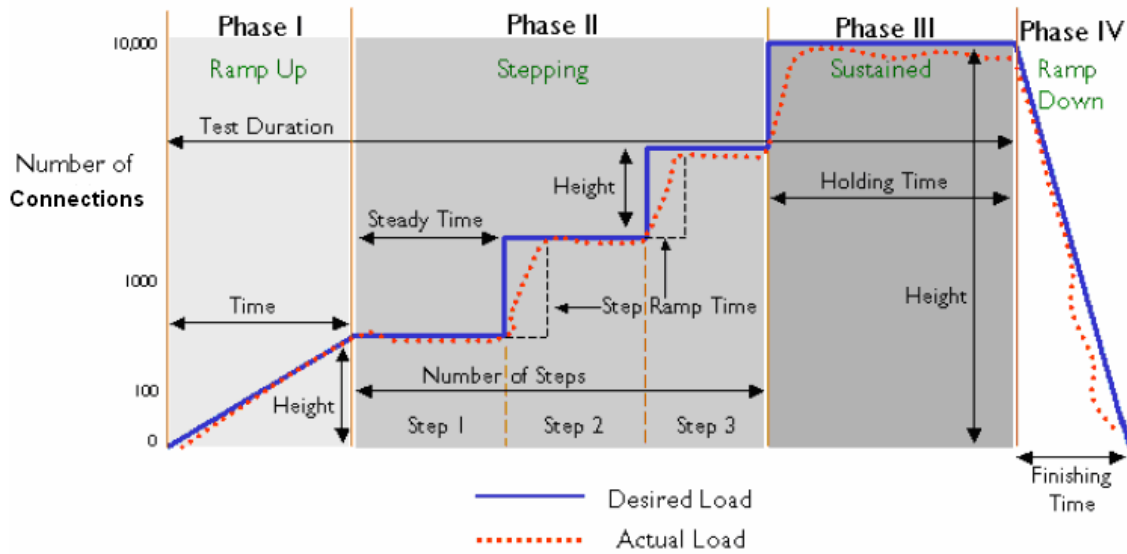 Phase I
Phase II
Phase III
Phase IV
10,000
Ramp Up
Stepping
Sustained
Ramp
Down
Test Duration
Number of
Connections
Height
Holding Time
Steady Time
1000
Time
Step Ramp Time
Height
Number of Steps
100
Height
0
Step 1
Step 2
Step 3
Finishing
Time
Desired Load
Actual Load